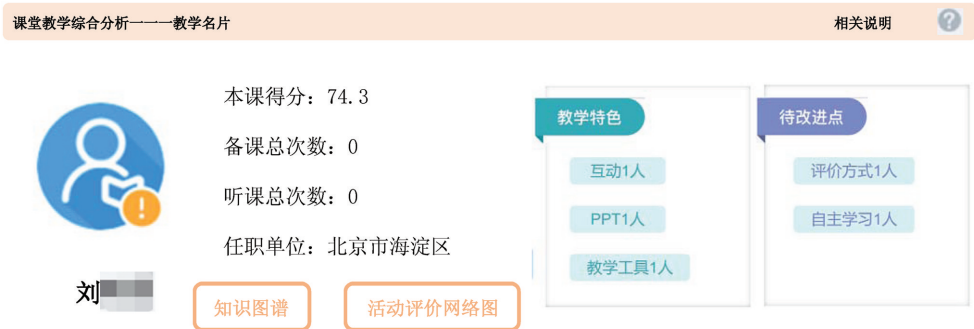 课堂教学综合分析一一一教学名片
相关说明
?
本课得分：74.3
备课总次数：0
听课总次数：0
任职单位：北京市海淀区
刘
知识图谱
活动评价网络图
教学特色
互动1人
PPT1人
教学工具1人
待改进点
评价方式1人
自主学习1人